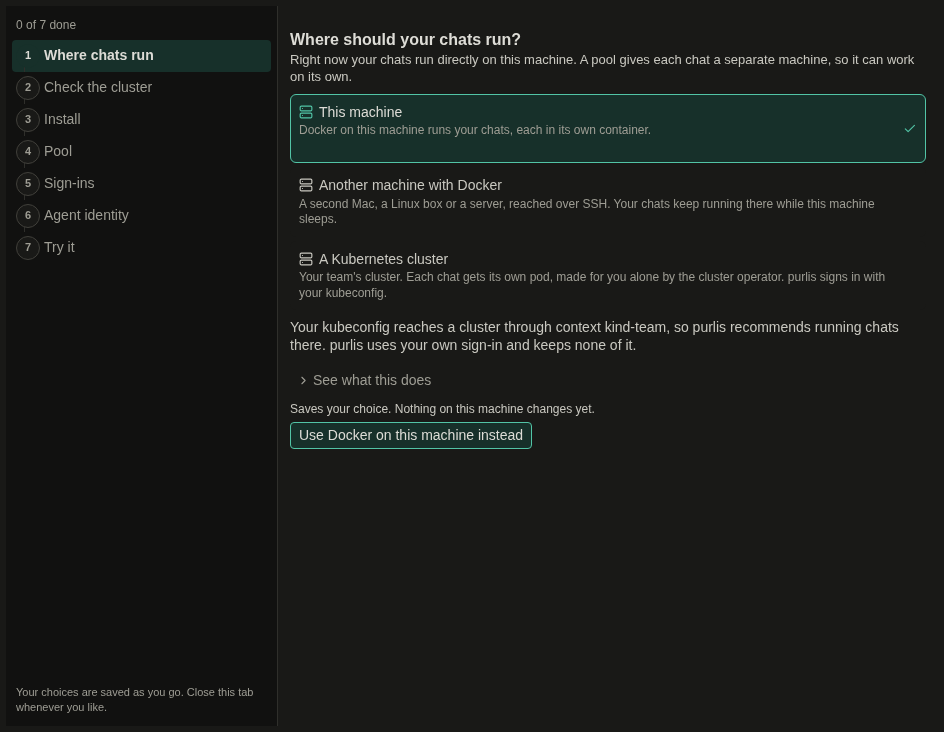 0 of 7 done
1 Where chats run
2 Check the cluster
3 Install
4 Pool
5 Sign-ins
6 Agent identity
7 Try it
Your choices are saved as you go. Close this tab
whenever you like.
Where should your chats run?
Right now your chats run directly on this machine. A pool gives each chat a separate machine, so it can work
on its own.
This machine
Docker on this machine runs your chats, each in its own container.
Another machine with Docker
A second Mac, a Linux box or a server, reached over SSH. Your chats keep running there while this machine
sleeps.
A Kubernetes cluster
Your team's cluster. Each chat gets its own pod, made for you alone by the cluster operator. purlis signs in with
your kubeconfig.
Your kubeconfig reaches a cluster through context kind-team, so purlis recommends running chats
there. purlis uses your own sign-in and keeps none of it.
See what this does
Saves your choice. Nothing on this machine changes yet.
Use Docker on this machine instead